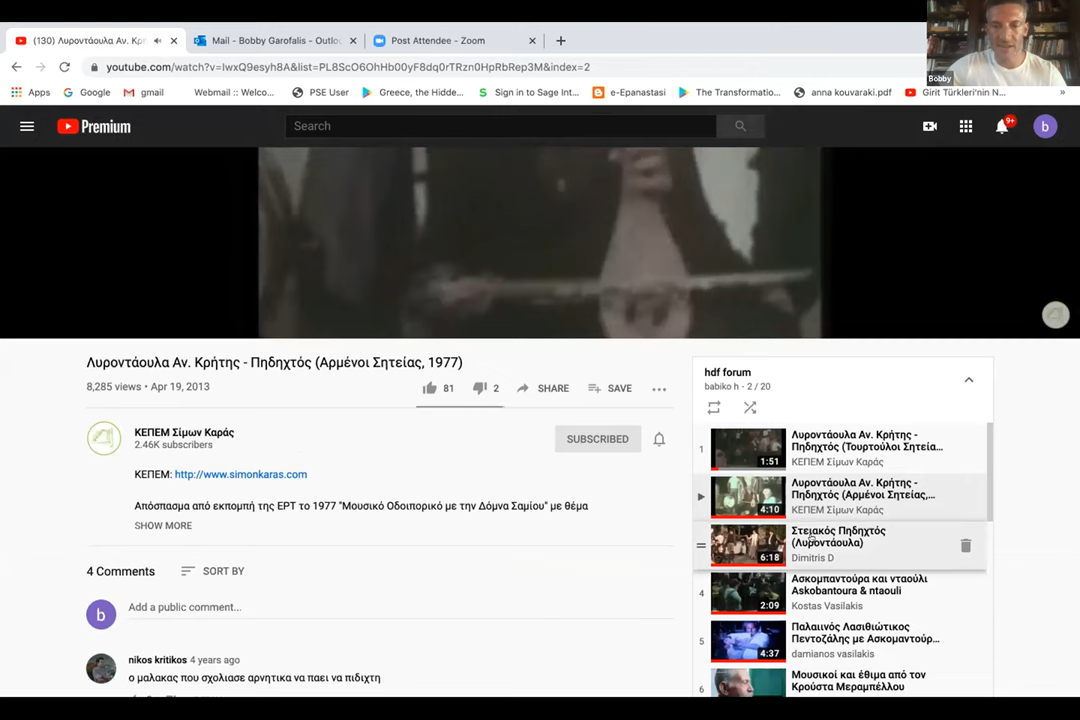 (130) Λυροντάουλα Αν. Κρη
Mail - Bobby Garofalis - Outlo
Post Attendee - Zoom
Bobby
youtube.com/watch?v=IwxQ9esyh8A&list=PL8ScO6OhHb00yF8dq0rTRzn0HpRbRep3M&index=2
Apps
Google
gmail
Webmail :: Welco...
PSE User
Greece, the Hidde...
Sign in to Sage Int...
e-Epanastasi
The Transformatio...
anna kouvaraki.pdf
Girit Türkleri'nin N...
»
Premium
Search
9+
b
Λυροντάουλα Αν. Κρήτης - Πηδηχτός (Αρμένοι Σητείας, 1977)
8,285 views • Apr 19, 2013
81
2
SHARE
SAVE
ΚΕΠΕΜ Σίμων Καράς
2.46K subscribers
SUBSCRIBED
ΚΕΠΕΜ: http://www.simonkaras.com
Απόσπασμα από εκπομπή της ΕΡΤ το 1977 "Μουσικό Οδοιπορικό με την Δόμνα Σαμίου" με θέμα
SHOW MORE
4 Comments
SORT BY
b
Add a public comment...
nikos kritikos 4 years ago
ο μαλακας που σχολιασε αρνητικα να παει να πιδιχτη
hdf forum
babiko h - 2 / 20
1
1:51
Λυροντάουλα Αν. Κρήτης -
Πηδηχτός (Τουρτούλοι Σητεία...
ΚΕΠΕΜ Σίμων Καράς
4:10
Λυροντάουλα Αν. Κρήτης -
Πηδηχτός (Αρμένοι Σητείας,...
ΚΕΠΕΜ Σίμων Καράς
6:18
Στειακός Πηδηχτός
(Λυροντάουλα)
Dimitris D
4
2:09
Ασκομπαντούρα και νταούλι
Askobantoura & ntaouli
Kostas Vasilakis
5
4:37
Παλαιινός Λασιθιώτικος
Πεντοζάλης με Ασκομαντούρ...
damianos vasilakis
6
Μουσικοί και έθιμα από τον
Κρούστα Μεραμπέλλου